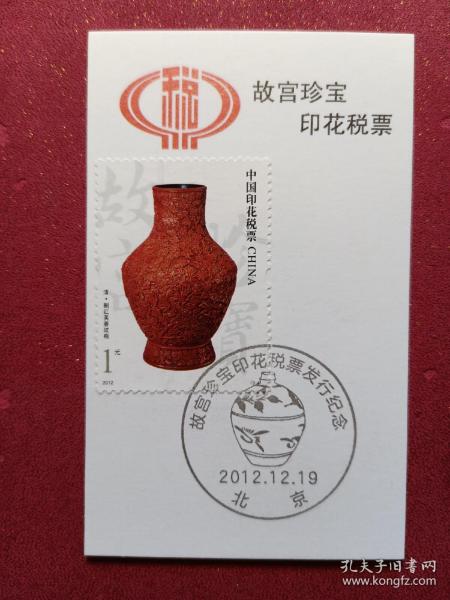 税
故宫珍宝
印花税票
中国印花税票 CHINA
1元
2012
故宫珍宝印花税票发行纪念
2012.12.19
北京
孔夫子旧书网
www.kongfz.com